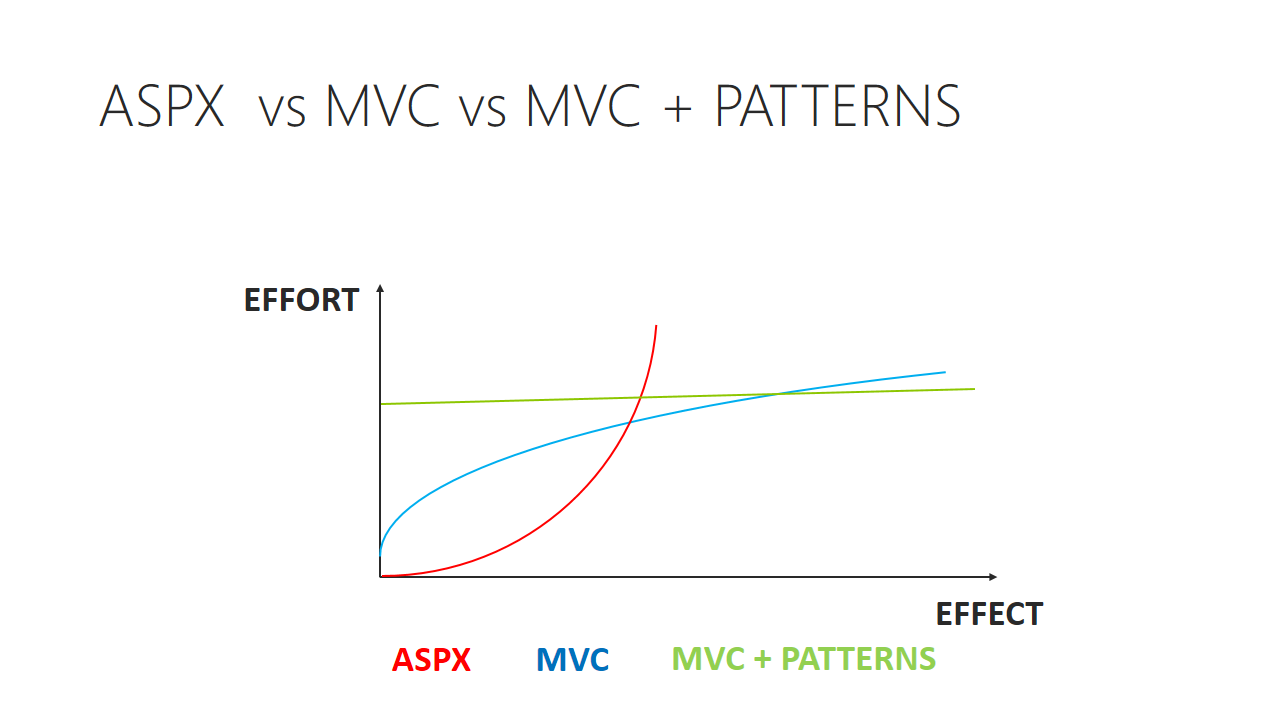 ASPX vs MVC vs MVC + PATTERNS
EFFORT
EFFECT
ASPX MVC MVC + PATTERNS